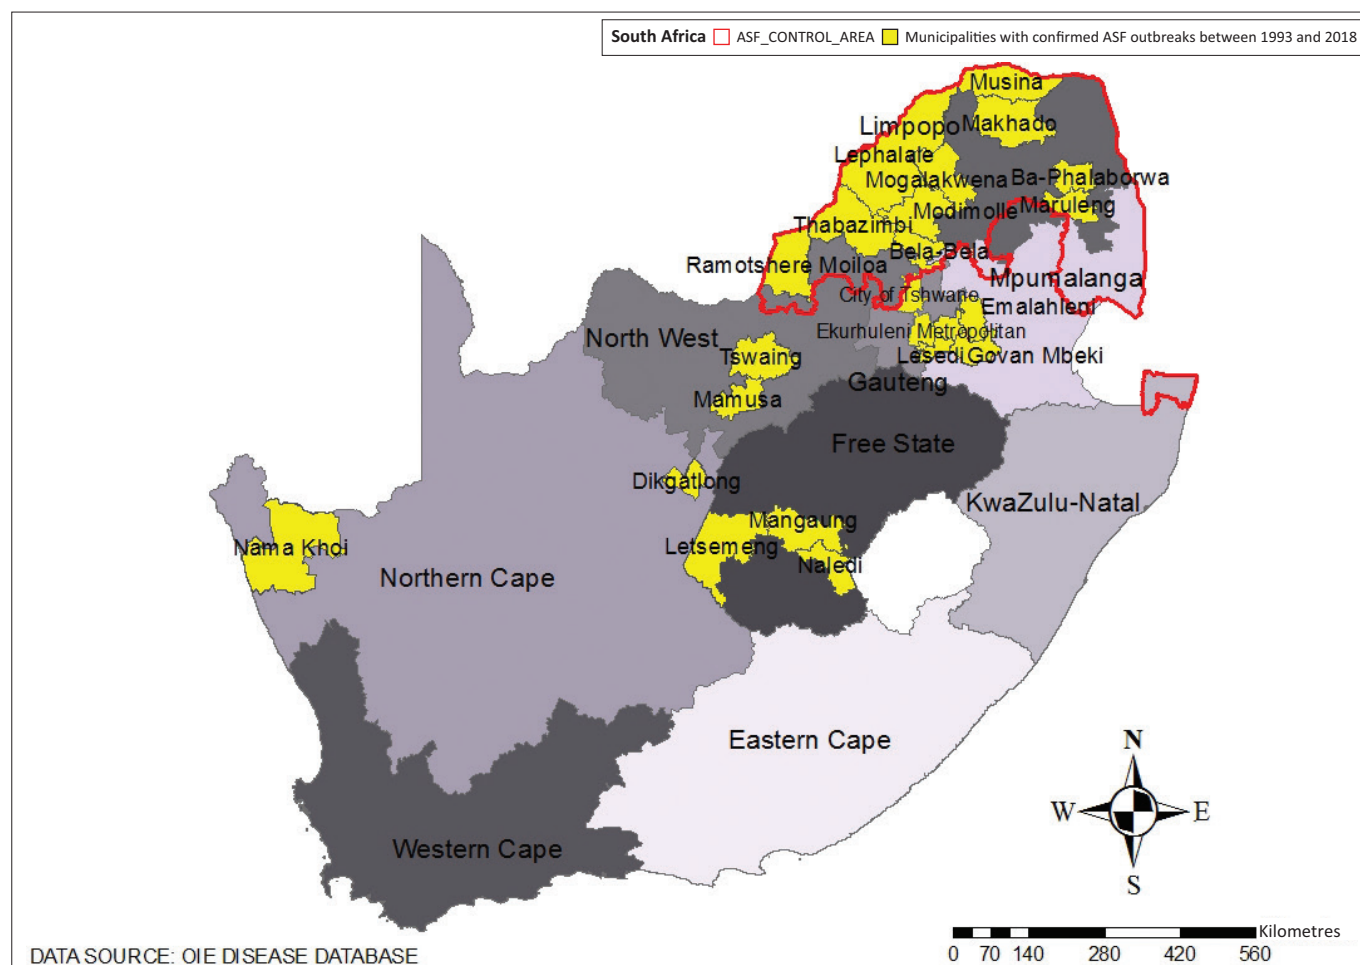 South Africa ASF_CONTROL_AREA Municipalities with confirmed ASF outbreaks between 1993 and 2018
Musina
Limpopo
Makhado
Lephalale
Mogalakwena
Ba-Phalaborwa
Modimolle
Maruleng
Thabazimbi
Bela-Bela
Ramotshere Moiloa
Mpumalanga
City of Tshwane
Emalahleni
North West
Ekurhuleni Metropolitan
Tswaing
Lesedi
Govan Mbeki
Gauteng
Mamusa
Free State
Dikgatlong
KwaZulu-Natal
Mangaung
Nama Khoi
Letsemeng
Naledi
Northern Cape
Eastern Cape
Western Cape
N
W
E
S
Kilometres
0 70 140 280 420 560
DATA SOURCE: OIE DISEASE DATABASE